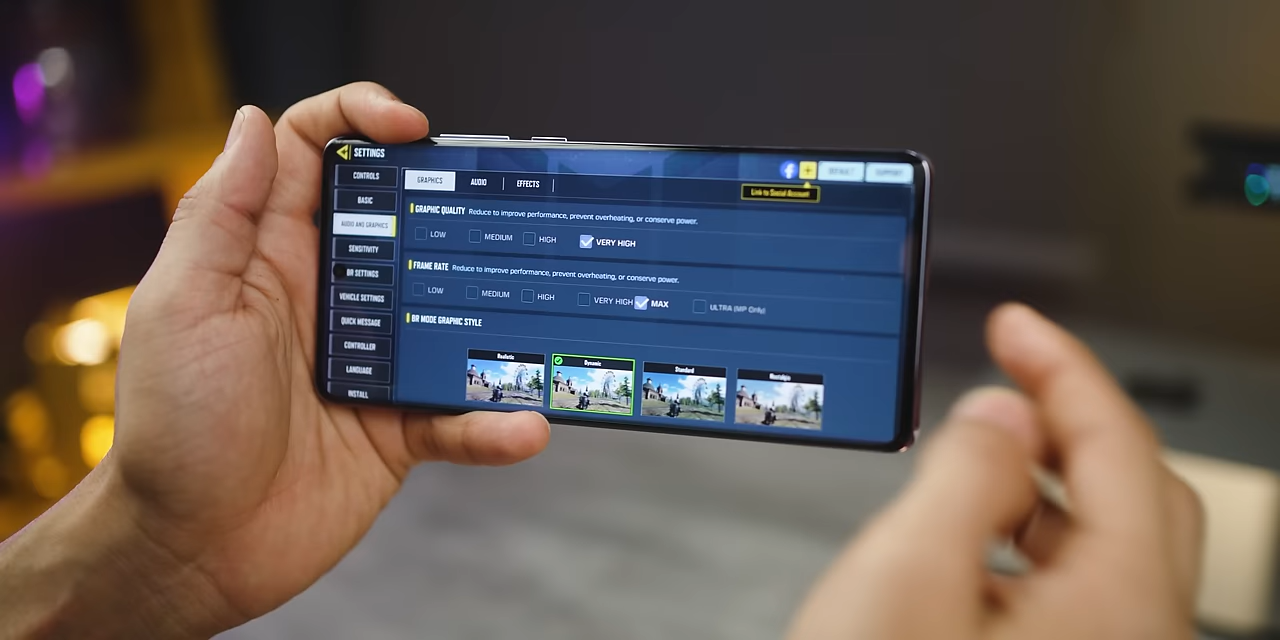 SETTINGS
DEFAULT
SUPPORT
Link to Social Account
CONTROLS
BASIC
AUDIO AND GRAPHICS
SENSITIVITY
BR SETTINGS
VEHICLE SETTINGS
QUICK MESSAGE
CONTROLLER
LANGUAGE
INSTALL
GRAPHICS AUDIO EFFECTS
GRAPHIC QUALITY Reduce to improve performance, prevent overheating, or conserve power.
LOW MEDIUM HIGH VERY HIGH
FRAME RATE Reduce to improve performance, prevent overheating, or conserve power.
LOW MEDIUM HIGH VERY HIGH MAX ULTRA (MP Only)
BR MODE GRAPHIC STYLE
Realistic Dynamic Standard Nostalgia